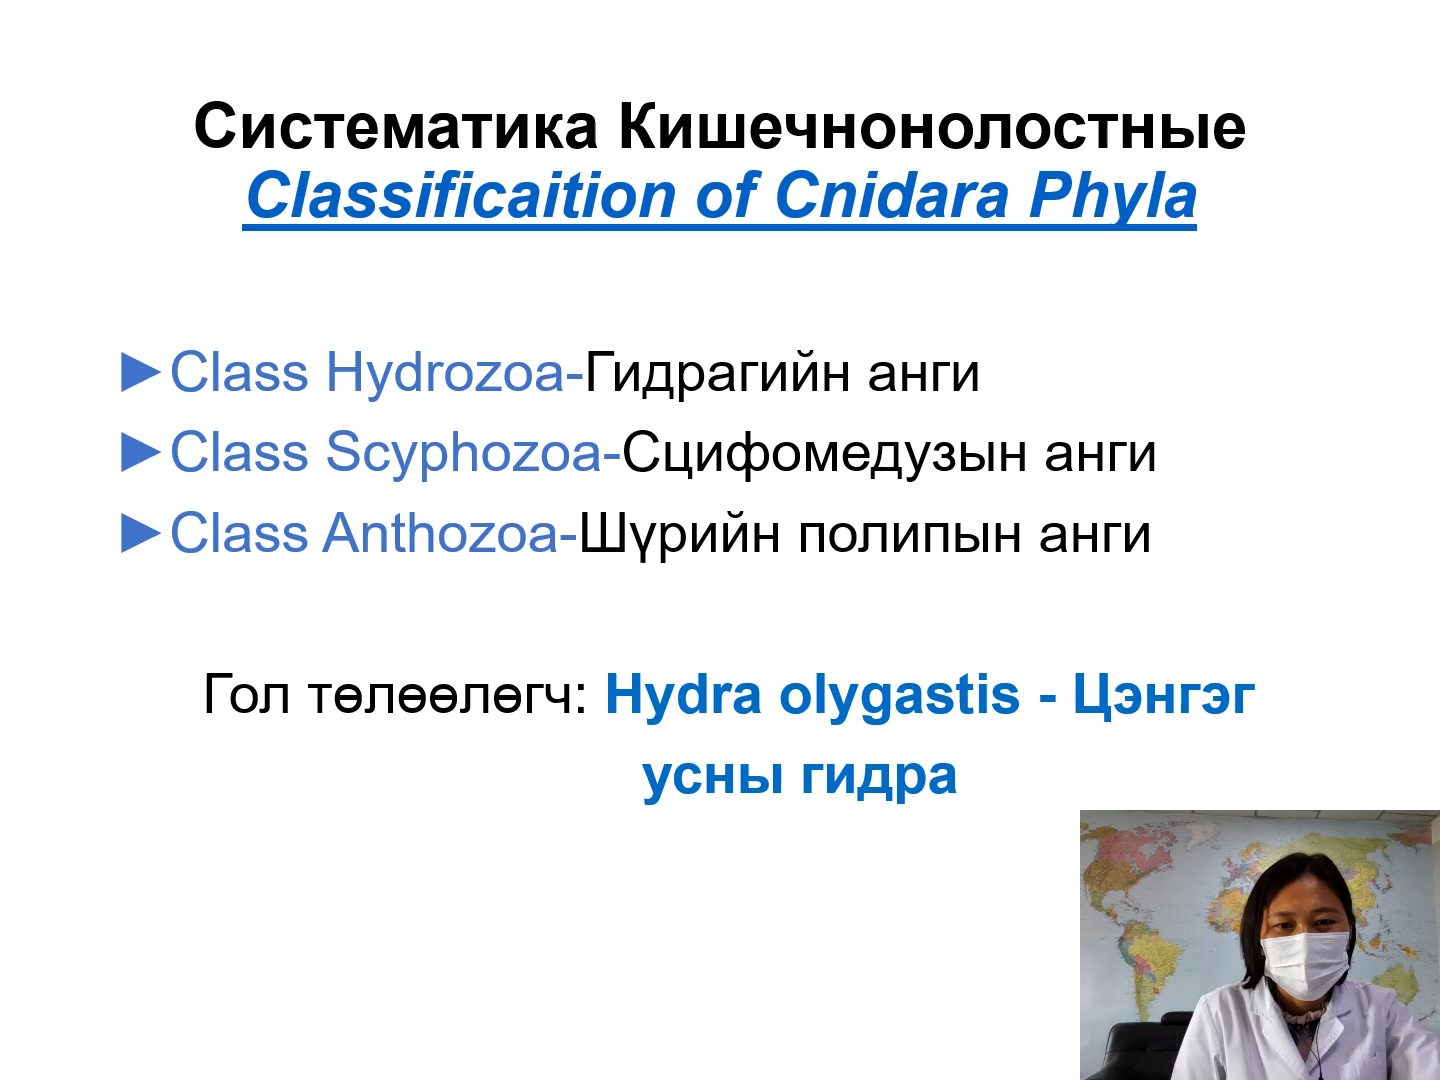 Систематика Кишечнонолостные
Classificaition of Cnidara Phyla
►Class Hydrozoa-Гидрагийн анги
►Class Scyphozoa-Сцифомедузын анги
►Class Anthozoa-Шүрийн полипын анги
Гол төлөөлөгч: Hydra olygastis - Цэнгэг
усны гидра